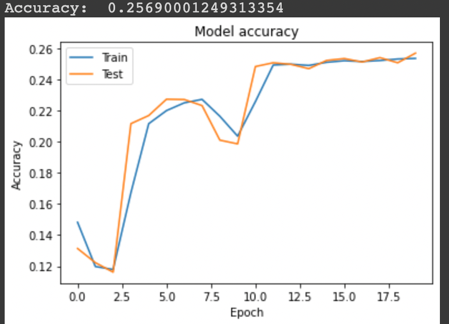 Accuracy: 0.25690001249313354
Model accuracy
Train
Test
0.26
0.24
0.22
0.20
0.18
0.16
0.14
0.12
Accuracy
0.0 2.5 5.0 7.5 10.0 12.5 15.0 17.5
Epoch